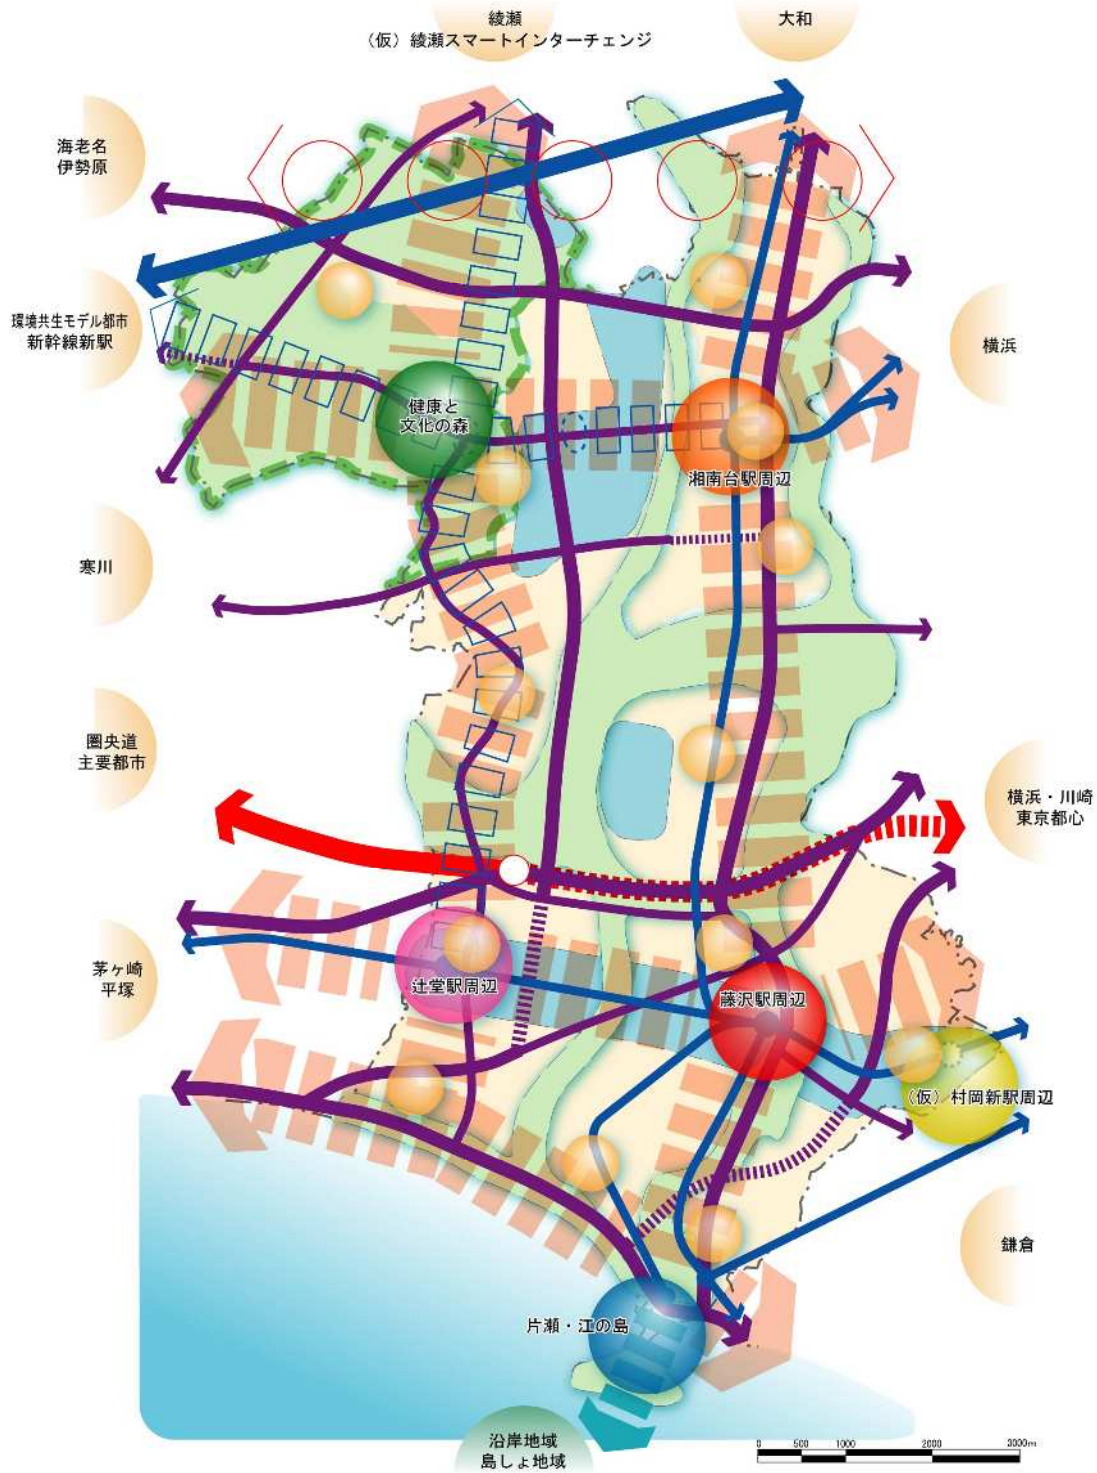 綾瀬
（仮）綾瀬スマートインターチェンジ
大和
海老名
伊勢原
環境共生モデル都市
新幹線新駅
横浜
健康と
文化の森
湘南台駅周辺
寒川
圏央道
主要都市
横浜・川崎
東京都心
茅ヶ崎
平塚
辻堂駅周辺
藤沢駅周辺
（仮）村岡新駅周辺
鎌倉
片瀬・江の島
沿岸地域
島しょ地域
0 500 1000 2000 3000m